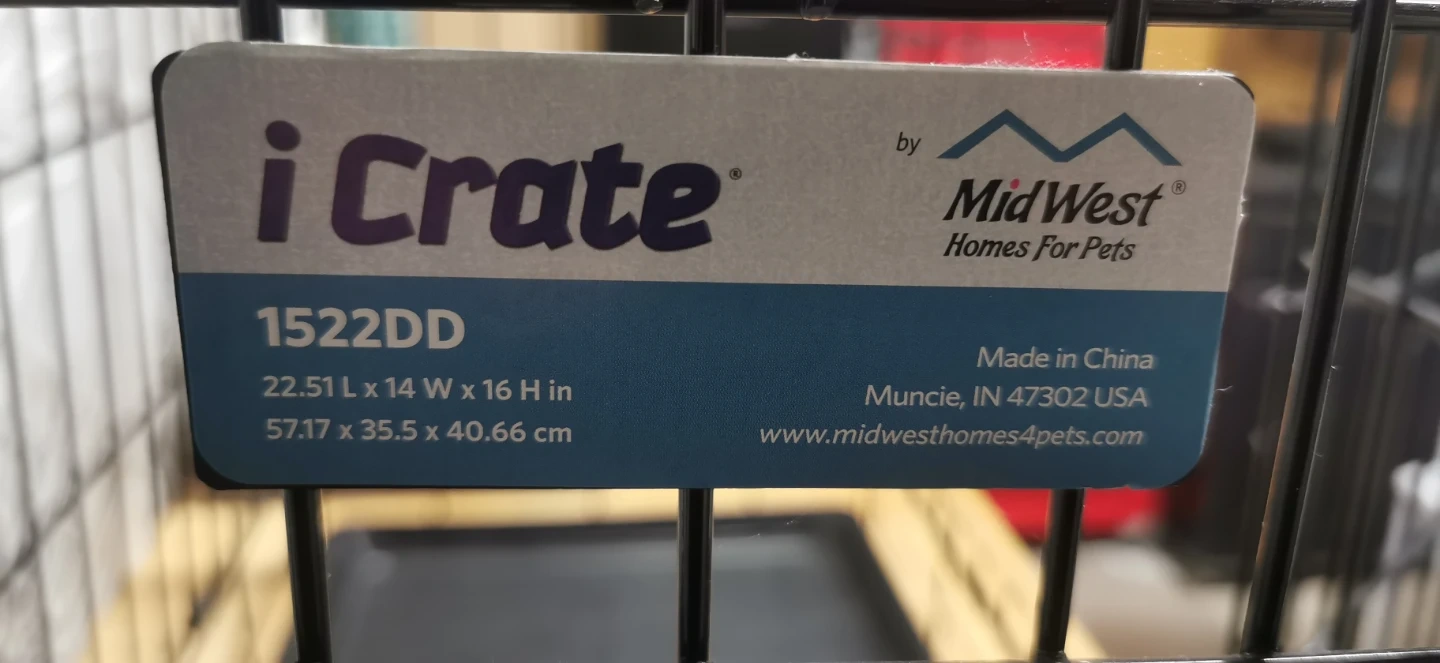 i Crate®
by
MidWest®
Homes For Pets
1522DD
22.51 L x 14 W x 16 H in
57.17 x 35.5 x 40.66 cm
Made in China
Muncie, IN 47302 USA
www.midwesthomes4pets.com